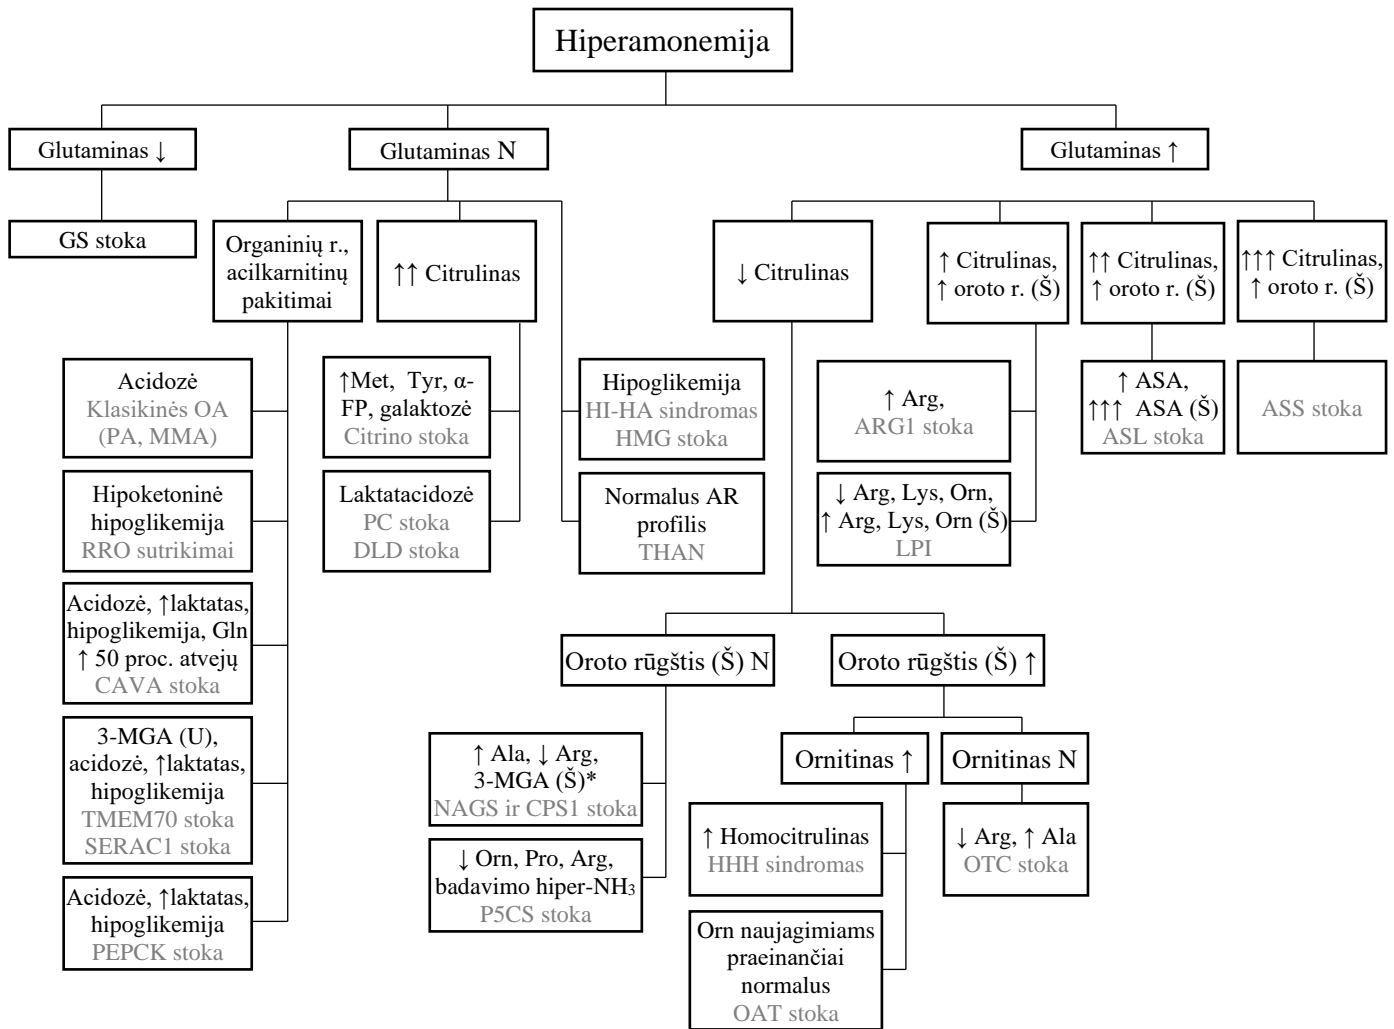 Hiperamonemija
Glutaminas ↓
Glutaminas N
Glutaminas ↑
GS stoka
Organinių r.,
acilkarnitinų
pakitimai
↑↑ Citrulinas
↓ Citrulinas
↑ Citrulinas,
↑ oroto r. (Š)
↑↑ Citrulinas,
↑ oroto r. (Š)
↑↑↑ Citrulinas,
↑ oroto r. (Š)
Acidozė
Klasikinės OA
(PA, MMA)
↑Met, Tyr, α-
FP, galaktozė
Citrino stoka
Hipoglikemija
HI-HA sindromas
HMG stoka
↑ Arg,
ARG1 stoka
↑ ASA,
↑↑↑ ASA (Š)
ASL stoka
ASS stoka
Hipoketoninė
hipoglikemija
RRO sutrikimai
Laktatacidozė
PC stoka
DLD stoka
Normalus AR
profilis
THAN
↓ Arg, Lys, Orn,
↑ Arg, Lys, Orn (Š)
LPI
Acidozė, ↑laktatas,
hipoglikemija, Gln
↑ 50 proc. atvejų
CAVA stoka
Oroto rūgštis (Š) N
Oroto rūgštis (Š) ↑
3-MGA (U),
acidozė, ↑laktatas,
hipoglikemija
TMEM70 stoka
SERAC1 stoka
↑ Ala, ↓ Arg,
3-MGA (Š)*
NAGS ir CPS1 stoka
Ornitinas ↑
Ornitinas N
↑ Homocitrulinas
HHH sindromas
↓ Arg, ↑ Ala
OTC stoka
↓ Orn, Pro, Arg,
badavimo hiper-NH₃
P5CS stoka
Acidozė, ↑laktatas,
hipoglikemija
PEPCK stoka
Orn naujagimiams
praeinančiai
normalus
OAT stoka